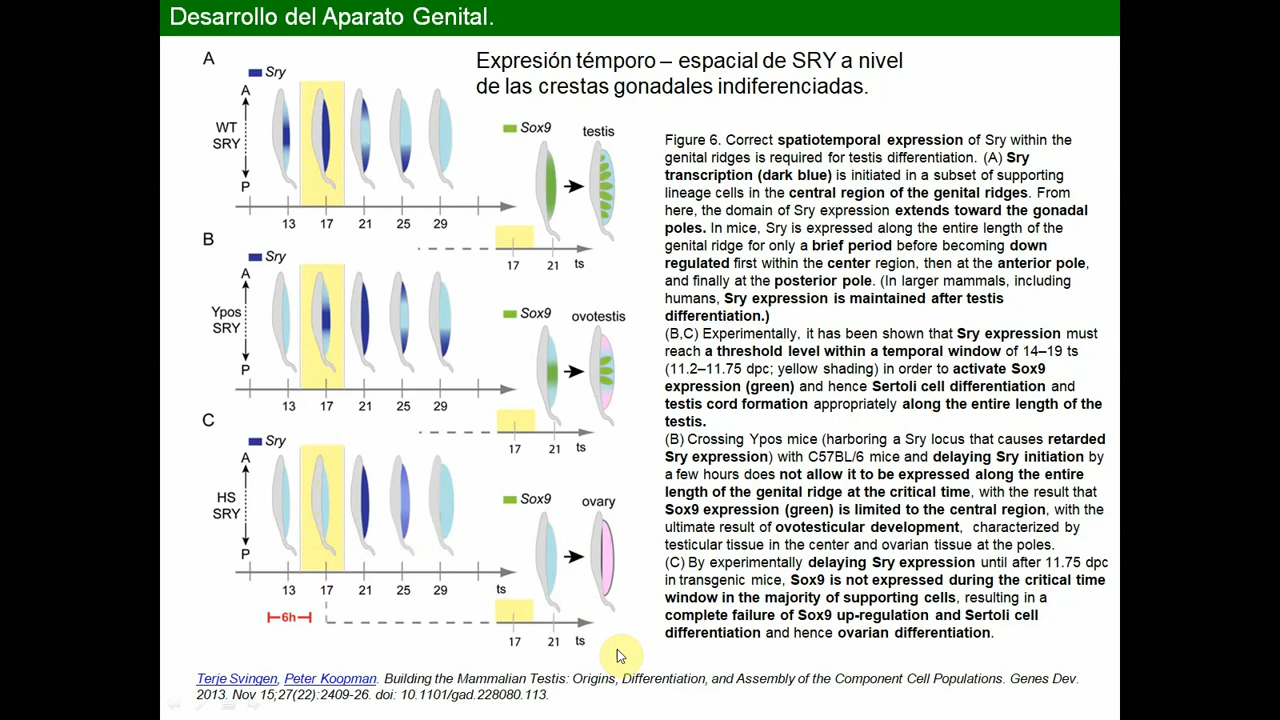 Desarrollo del Aparato Genital.
Expresión témporo – espacial de SRY a nivel
de las crestas gonadales indiferenciadas.
A
Sry
A
WT
SRY
P
13 17 21 25 29
Sox9
testis
17 21 ts
B
Sry
A
Ypos
SRY
P
13 17 21 25 29
Sox9
ovotestis
17 21 ts
C
Sry
A
HS
SRY
P
13 17 21 25 29 ts
6h
Sox9
ovary
17 21 ts
Figure 6. Correct spatiotemporal expression of Sry within the
genital ridges is required for testis differentiation. (A) Sry
transcription (dark blue) is initiated in a subset of supporting
lineage cells in the central region of the genital ridges. From
here, the domain of Sry expression extends toward the gonadal
poles. In mice, Sry is expressed along the entire length of the
genital ridge for only a brief period before becoming down
regulated first within the center region, then at the anterior pole,
and finally at the posterior pole. (In larger mammals, including
humans, Sry expression is maintained after testis
differentiation.)
(B,C) Experimentally, it has been shown that Sry expression must
reach a threshold level within a temporal window of 14–19 ts
(11.2–11.75 dpc; yellow shading) in order to activate Sox9
expression (green) and hence Sertoli cell differentiation and
testis cord formation appropriately along the entire length of the
testis.
(B) Crossing Ypos mice (harboring a Sry locus that causes retarded
Sry expression) with C57BL/6 mice and delaying Sry initiation by
a few hours does not allow it to be expressed along the entire
length of the genital ridge at the critical time, with the result that
Sox9 expression (green) is limited to the central region, with the
ultimate result of ovotesticular development, characterized by
testicular tissue in the center and ovarian tissue at the poles.
(C) By experimentally delaying Sry expression until after 11.75 dpc
in transgenic mice, Sox9 is not expressed during the critical time
window in the majority of supporting cells, resulting in a
complete failure of Sox9 up-regulation and Sertoli cell
differentiation and hence ovarian differentiation.
Terje Svingen, Peter Koopman. Building the Mammalian Testis: Origins, Differentiation, and Assembly of the Component Cell Populations. Genes Dev.
2013. Nov 15;27(22):2409-26. doi: 10.1101/gad.228080.113.